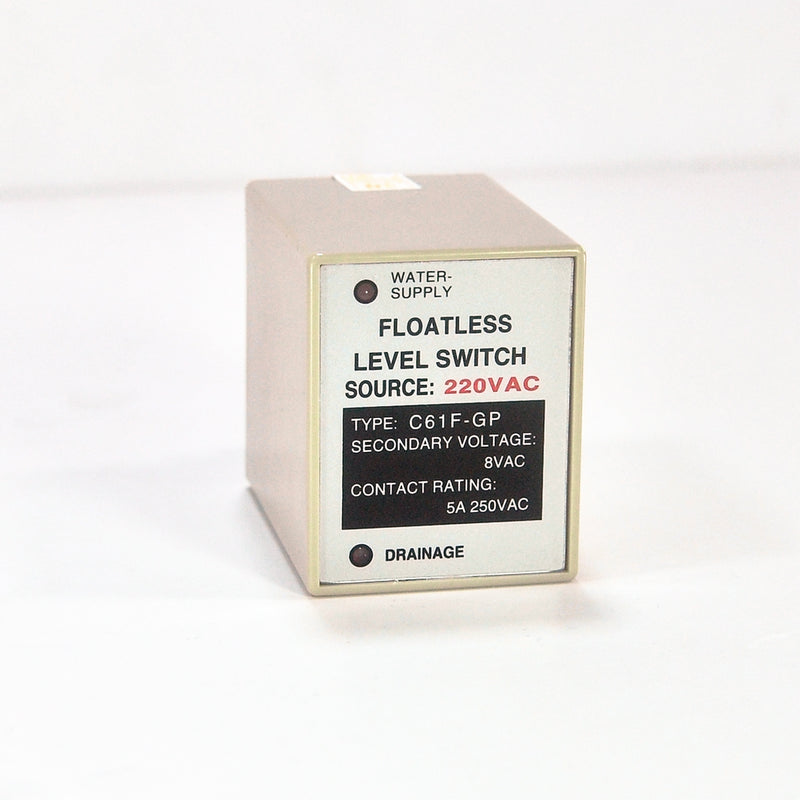 WATER-
SUPPLY
FLOATLESS
LEVEL SWITCH
SOURCE: 220VAC
TYPE: C61F-GP
SECONDARY VOLTAGE:
8VAC
CONTACT RATING:
5A 250VAC
DRAINAGE